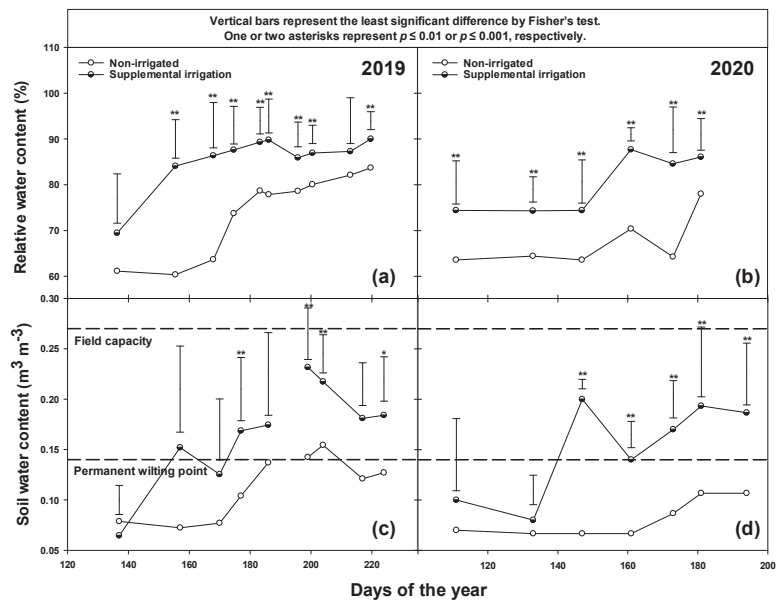 Vertical bars represent the least significant difference by Fisher's test.
One or two asterisks represent p ≤ 0.01 or p ≤ 0.001, respectively.
110
100
90
80
70
60
Relative water content (%)
Non-irrigated
Supplemental irrigation
2019
** ** ** ** ** ** ** **
(a)
Non-irrigated
Supplemental irrigation
2020
** ** ** ** ** **
(b)
0.30
0.25
0.20
0.15
0.10
0.05
Soil water content (m³ m⁻³)
Field capacity
Permanent wilting point
** ** ** *
(c)
** ** ** ** **
(d)
120 140 160 180 200 220
120 140 160 180 200
Days of the year